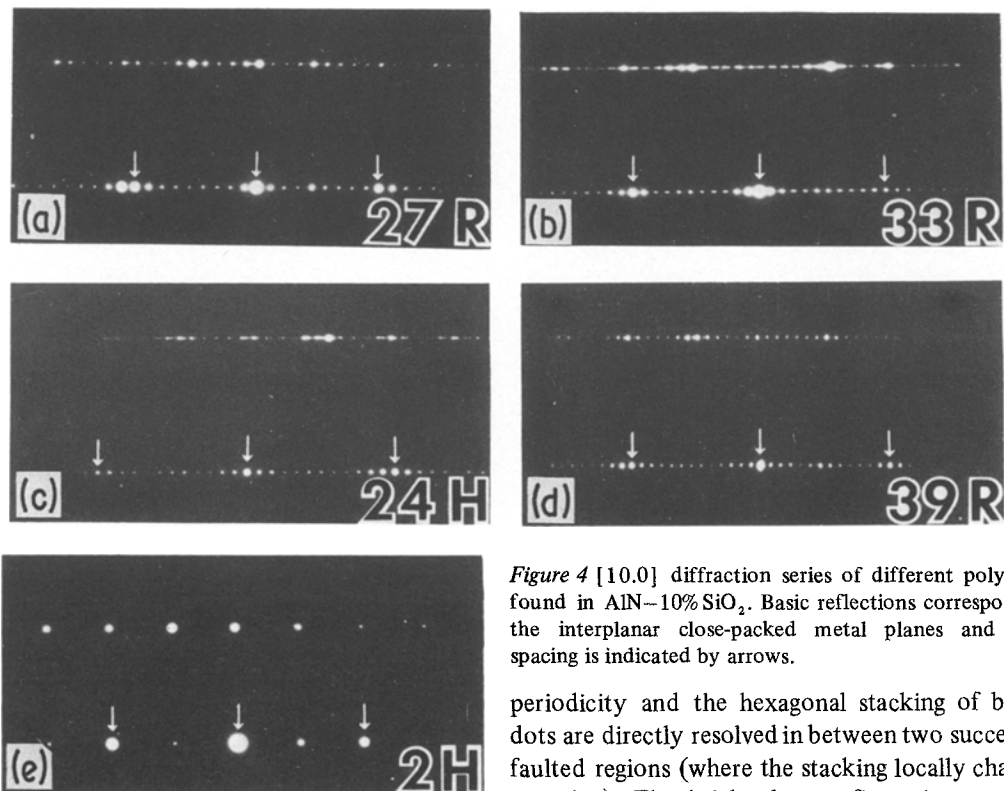 (a)
27 R
(b)
33 R
(c)
24 H
(d)
39 R
(e)
2H
Figure 4 [10.0] diffraction series of different poly
found in AlN–10% SiO₂. Basic reflections correspo
the interplanar close-packed metal planes and
spacing is indicated by arrows.
periodicity and the hexagonal stacking of b
dots are directly resolved in between two succe
faulted regions (where the stacking locally cha